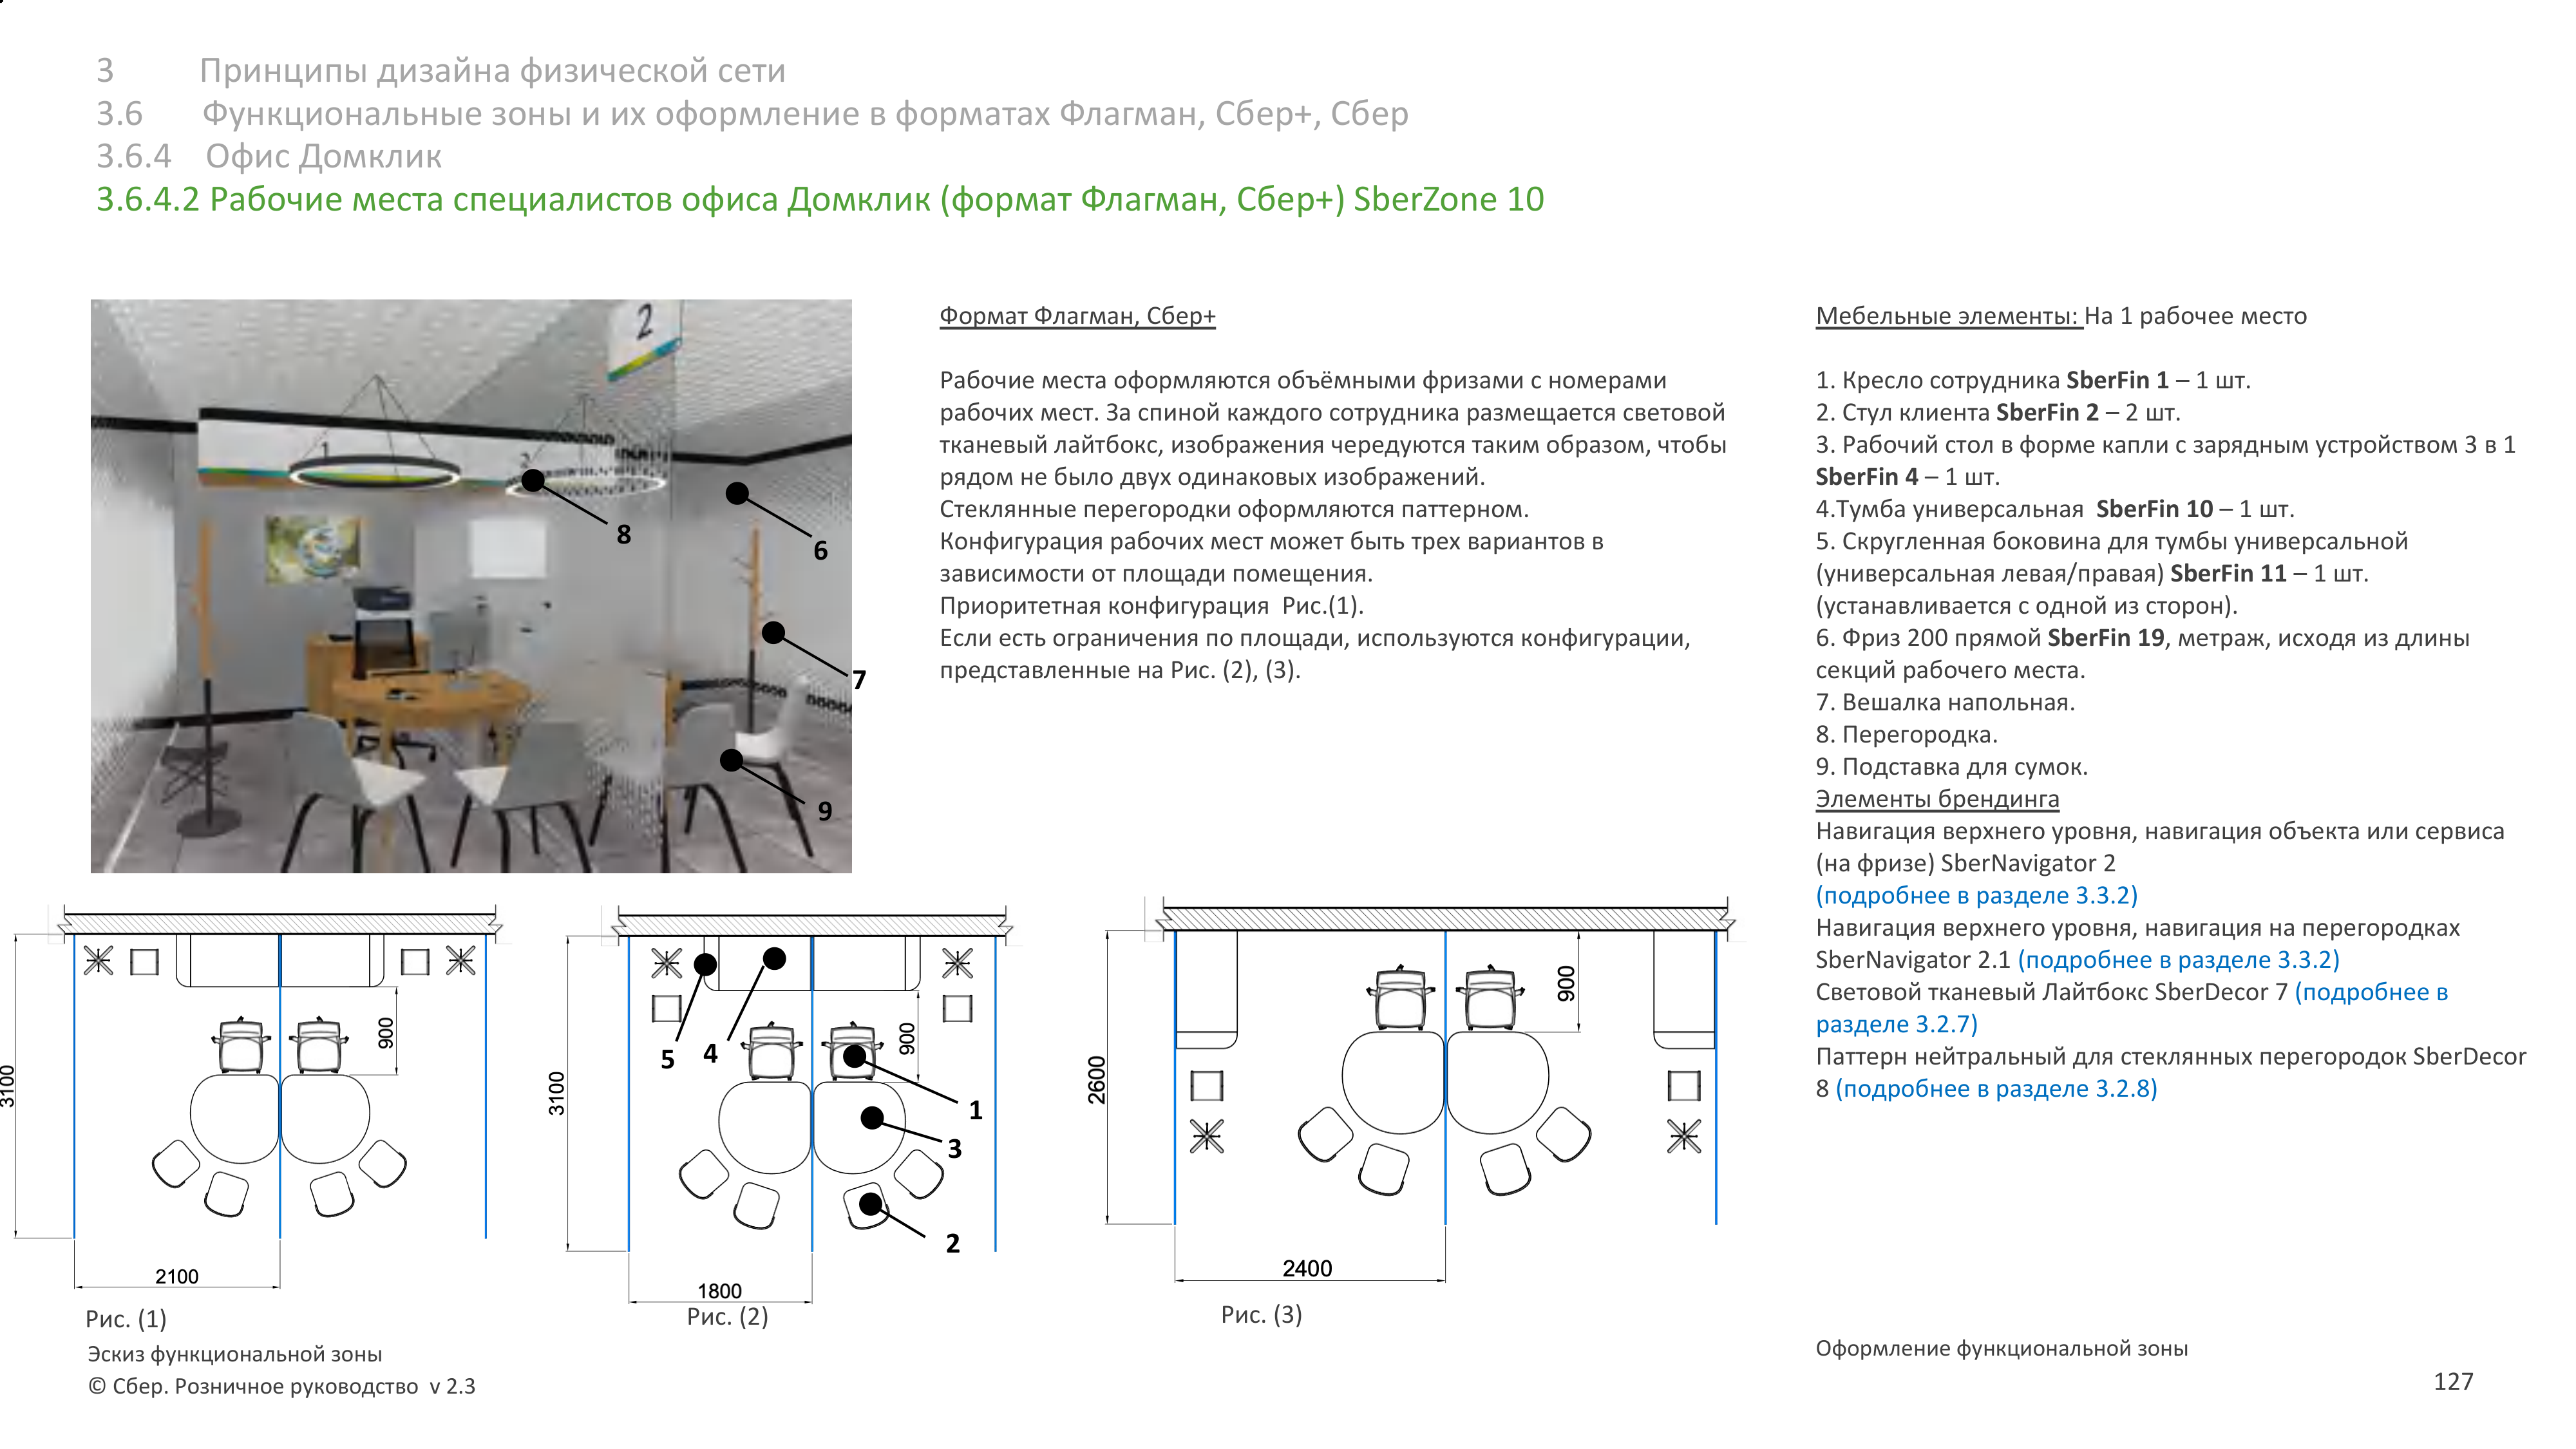 3 Принципы дизайна физической сети
3.6 Функциональные зоны и их оформление в форматах Флагман, Сбер+, Сбер
3.6.4 Офис Домклик
3.6.4.2 Рабочие места специалистов офиса Домклик (формат Флагман, Сбер+) SberZone 10
2
1
2
8
6
7
9
Формат Флагман, Сбер+
Рабочие места оформляются объёмными фризами с номерами
рабочих мест. За спиной каждого сотрудника размещается световой
тканевый лайтбокс, изображения чередуются таким образом, чтобы
рядом не было двух одинаковых изображений.
Стеклянные перегородки оформляются паттерном.
Конфигурация рабочих мест может быть трех вариантов в
зависимости от площади помещения.
Приоритетная конфигурация Рис.(1).
Если есть ограничения по площади, используются конфигурации,
представленные на Рис. (2), (3).
Мебельные элементы: На 1 рабочее место
1. Кресло сотрудника SberFin 1 – 1 шт.
2. Стул клиента SberFin 2 – 2 шт.
3. Рабочий стол в форме капли с зарядным устройством 3 в 1
SberFin 4 – 1 шт.
4.Тумба универсальная SberFin 10 – 1 шт.
5. Скругленная боковина для тумбы универсальной
(универсальная левая/правая) SberFin 11 – 1 шт.
(устанавливается с одной из сторон).
6. Фриз 200 прямой SberFin 19, метраж, исходя из длины
секций рабочего места.
7. Вешалка напольная.
8. Перегородка.
9. Подставка для сумок.
Элементы брендинга
Навигация верхнего уровня, навигация объекта или сервиса
(на фризе) SberNavigator 2
(подробнее в разделе 3.3.2)
Навигация верхнего уровня, навигация на перегородках
SberNavigator 2.1 (подробнее в разделе 3.3.2)
Световой тканевый Лайтбокс SberDecor 7 (подробнее в
разделе 3.2.7)
Паттерн нейтральный для стеклянных перегородок SberDecor
8 (подробнее в разделе 3.2.8)
3100
900
2100
Рис. (1)
3100
900
5
4
1
3
2
1800
Рис. (2)
2600
900
2400
Рис. (3)
Эскиз функциональной зоны
© Сбер. Розничное руководство v 2.3
Оформление функциональной зоны
127